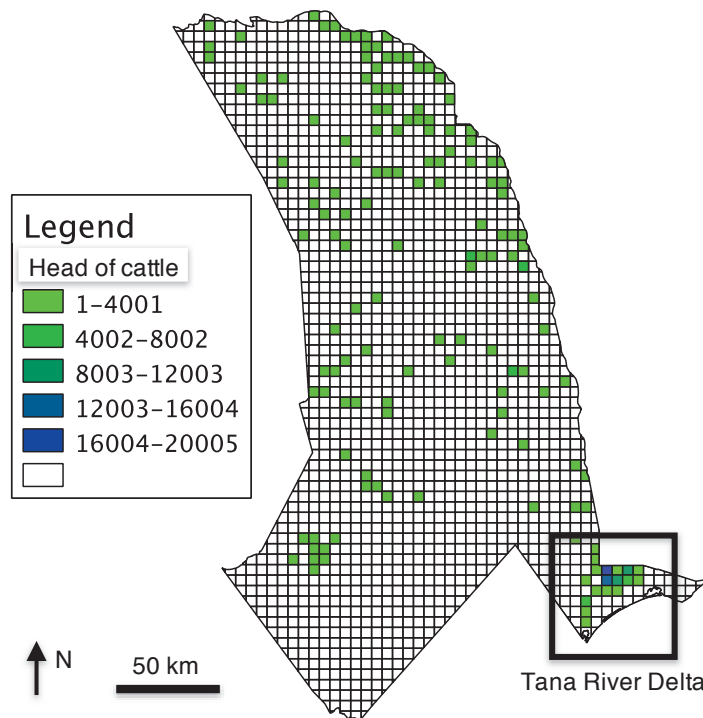 Legend
Head of cattle
1–4001
4002–8002
8003–12003
12003–16004
16004–20005
N
50 km
Tana River Delta